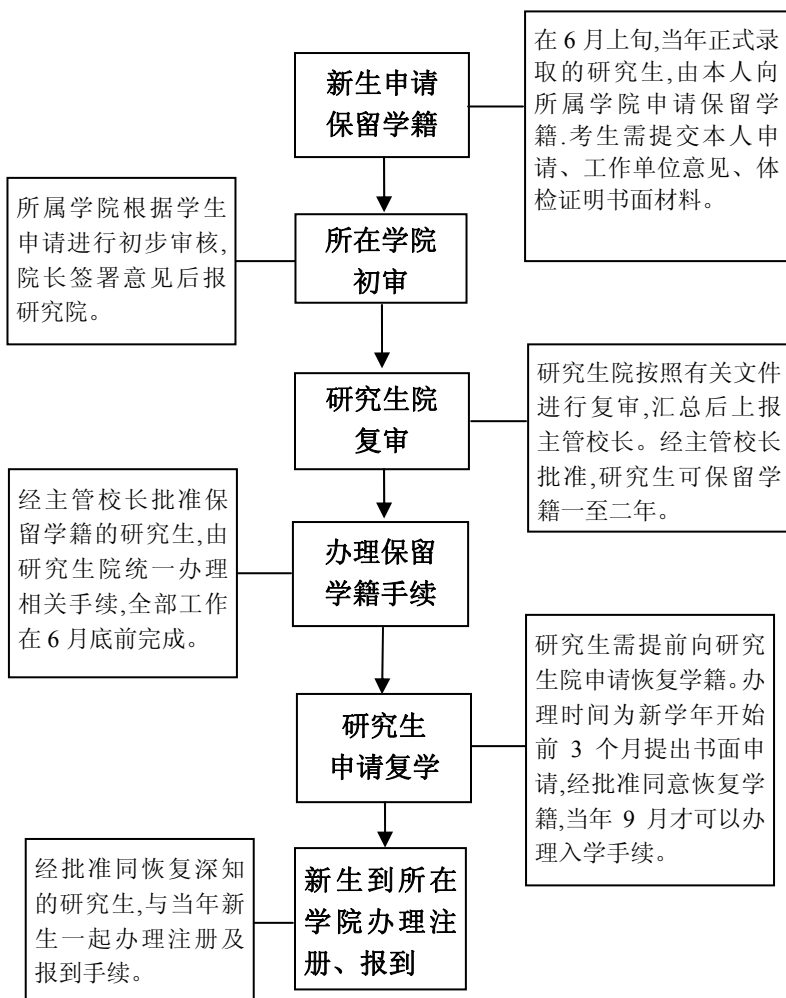 新生申请
保留学籍
在 6 月上旬,当年正式录
取的研究生,由本人向
所属学院申请保留学
籍.考生需提交本人申
请、工作单位意见、体
检证明书面材料。
所属学院根据学生
申请进行初步审核,
院长签署意见后报
研究院。
所在学院
初审
研究生院
复审
研究生院按照有关文件
进行复审,汇总后上报
主管校长。经主管校长
批准,研究生可保留学
籍一至二年。
经主管校长批准保
留学籍的研究生,由
研究生院统一办理
相关手续,全部工作
在 6 月底前完成。
办理保留
学籍手续
研究生
申请复学
研究生需提前向研究
生院申请恢复学籍。办
理时间为新学年开始
前 3 个月提出书面申
请,经批准同意恢复学
籍,当年 9 月才可以办
理入学手续。
经批准同恢复深知
的研究生,与当年新
生一起办理注册及
报到手续。
新生到所在
学院办理注
册、报到